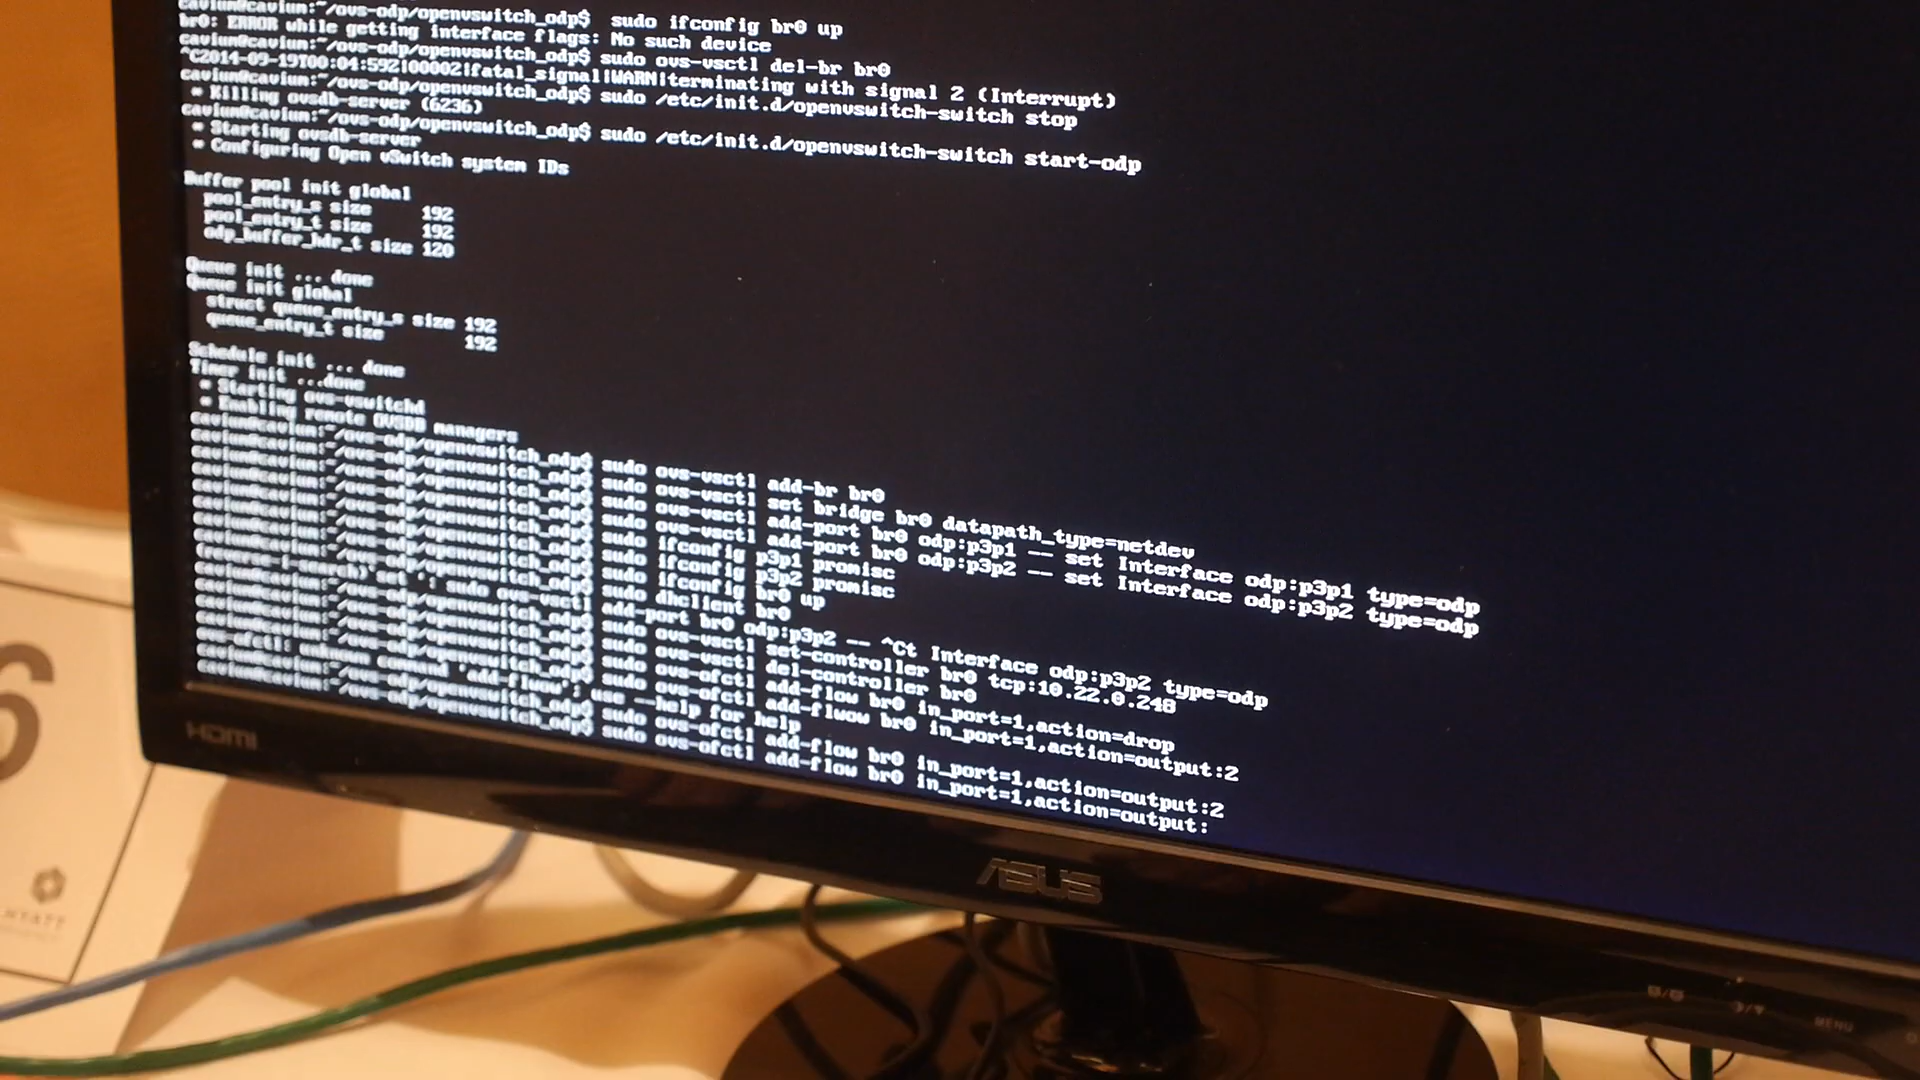 cavium@cavium:~/ovs-odp/openvswitch_odp$  sudo ifconfig br0 up
br0: ERROR while getting interface flags: No such device
cavium@cavium:~/ovs-odp/openvswitch_odp$ sudo ovs-vsctl del-br br0
^C2014-09-19T00:04:59Z|00002|fatal_signal|WARN|terminating with signal 2 (Interrupt)
cavium@cavium:~/ovs-odp/openvswitch_odp$ sudo /etc/init.d/openvswitch-switch stop
 * Killing ovsdb-server (6236)
cavium@cavium:~/ovs-odp/openvswitch_odp$ sudo /etc/init.d/openvswitch-switch start-odp
 * Starting ovsdb-server
 * Configuring Open vSwitch system IDs
Buffer pool init global
  pool_entry_s size      192
  pool_entry_t size      192
  odp_buffer_hdr_t size 120
Queue init ... done
Queue init global
  struct queue_entry_s size 192
  queue_entry_t size        192
Schedule init ... done
Timer init ...done
 * Starting ovs-vswitchd
 * Enabling remote OVSDB managers
cavium@cavium:~/ovs-odp/openvswitch_odp$ sudo ovs-vsctl add-br br0
cavium@cavium:~/ovs-odp/openvswitch_odp$ sudo ovs-vsctl set bridge br0 datapath_type=netdev
cavium@cavium:~/ovs-odp/openvswitch_odp$ sudo ovs-vsctl add-port br0 odp:p3p1 -- set Interface odp:p3p1 type=odp
cavium@cavium:~/ovs-odp/openvswitch_odp$ sudo ovs-vsctl add-port br0 odp:p3p2 -- set Interface odp:p3p2 type=odp
cavium@cavium:~/ovs-odp/openvswitch_odp$ sudo ifconfig p3p1 promisc
cavium@cavium:~/ovs-odp/openvswitch_odp$ sudo ifconfig p3p2 promisc
cavium@cavium:~/ovs-odp/openvswitch_odp$ sudo ifconfig br0 up
cavium@cavium:~/ovs-odp/openvswitch_odp$ sudo dhclient br0
(reverse-i-search)`set ': sudo ovs-vsctl add-port br0 odp:p3p2 -- ^Ct Interface odp:p3p2 type=odp
cavium@cavium:~/ovs-odp/openvswitch_odp$ sudo ovs-vsctl set-controller br0 tcp:10.22.0.248
cavium@cavium:~/ovs-odp/openvswitch_odp$ sudo ovs-vsctl del-controller br0
cavium@cavium:~/ovs-odp/openvswitch_odp$ sudo ovs-ofctl add-flow br0 in_port=1,action=drop
cavium@cavium:~/ovs-odp/openvswitch_odp$ sudo ovs-ofctl add-flwow br0 in_port=1,action=output:2
ovs-ofctl: unknown command 'add-flwow'; use --help for help
cavium@cavium:~/ovs-odp/openvswitch_odp$ sudo ovs-ofctl add-flow br0 in_port=1,action=output:2
cavium@cavium:~/ovs-odp/openvswitch_odp$ sudo ovs-ofctl add-flow br0 in_port=1,action=output:
HDMI
ASUS
MENU
6
HYATT